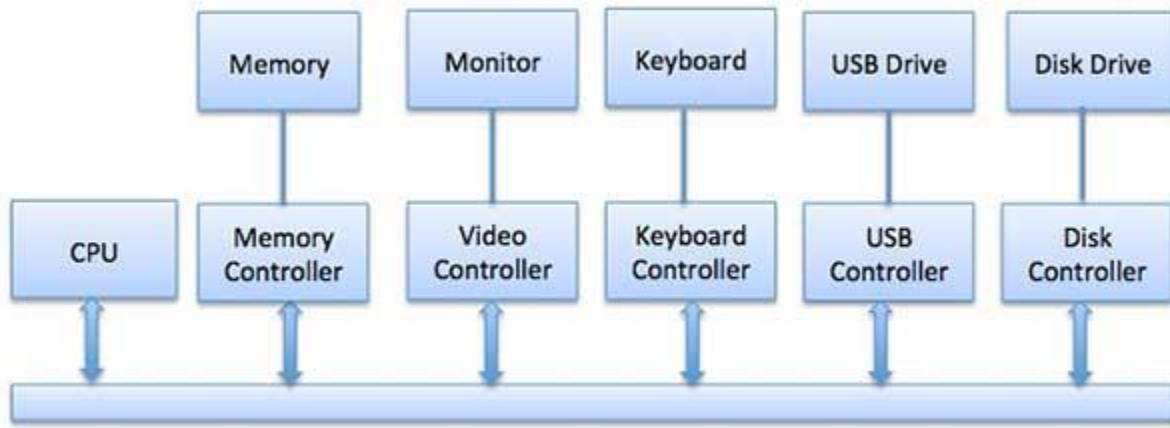 Memory
Monitor
Keyboard
USB Drive
Disk Drive
CPU
Memory
Controller
Video
Controller
Keyboard
Controller
USB
Controller
Disk
Controller